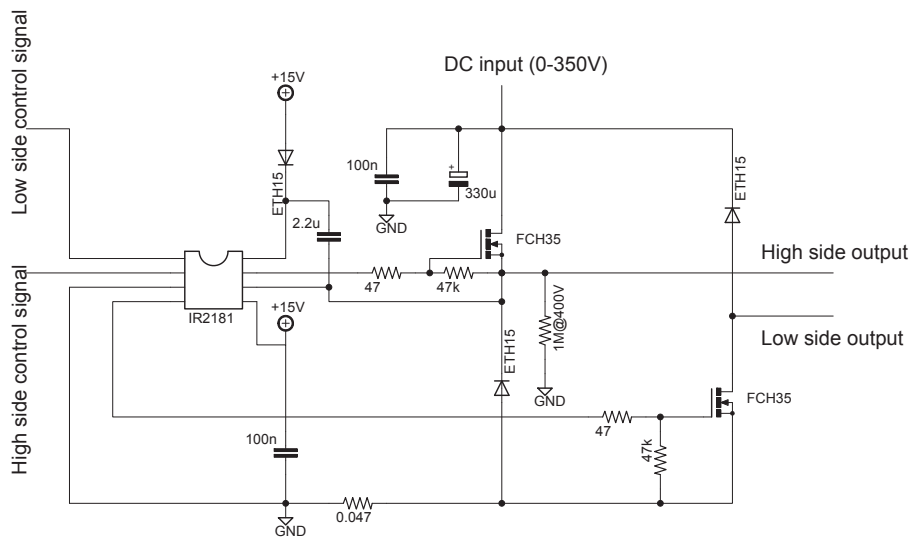 Low side control signal
High side control signal
DC input (0-350V)
+15V
ETH15
2.2u
100n
+
330u
GND
FCH35
ETH15
High side output
47
47k
IR2181
+15V
1M@400V
Low side output
ETH15
GND
FCH35
47
47k
100n
0.047
GND